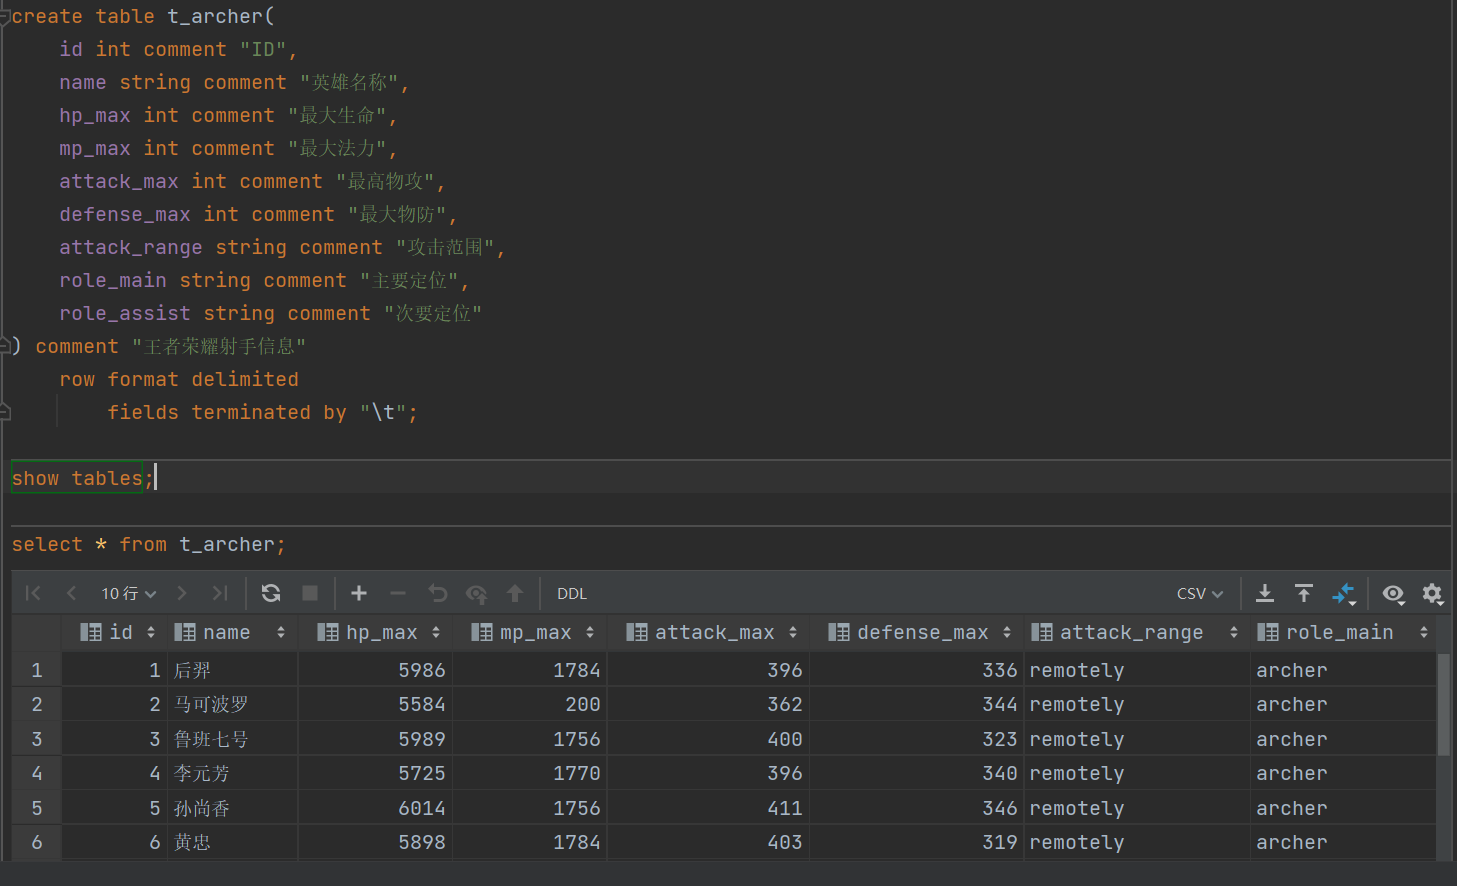 create table t_archer(
id int comment "ID",
name string comment "英雄名称",
hp_max int comment "最大生命",
mp_max int comment "最大法力",
attack_max int comment "最高物攻",
defense_max int comment "最大物防",
attack_range string comment "攻击范围",
role_main string comment "主要定位",
role_assist string comment "次要定位"
) comment "王者荣耀射手信息"
row format delimited
fields terminated by "\t";
show tables;
select * from t_archer;
10 行 DDL CSV
id name hp_max mp_max attack_max defense_max attack_range role_main
1 1 后羿 5986 1784 396 336 remotely archer
2 2 马可波罗 5584 200 362 344 remotely archer
3 3 鲁班七号 5989 1756 400 323 remotely archer
4 4 李元芳 5725 1770 396 340 remotely archer
5 5 孙尚香 6014 1756 411 346 remotely archer
6 6 黄忠 5898 1784 403 319 remotely archer